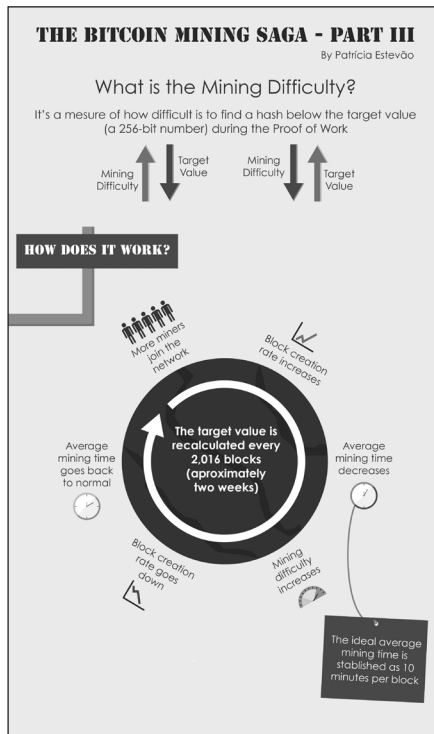 THE BITCOIN MINING SAGA - PART III
By Patrícia Estevão
What is the Mining Difficulty?
It's a mesure of how difficult is to find a hash below the target value
(a 256-bit number) during the Proof of Work
Mining
Difficulty
Target
Value
Mining
Difficulty
Target
Value
HOW DOES IT WORK?
More miners
join the
network
Block creation
rate increases
The target value is
recalculated every
2,016 blocks
(aproximately
two weeks)
Average
mining time
decreases
Mining
difficulty
increases
Block creation
rate goes
down
Average
mining time
goes back
to normal
The ideal average
mining time is
stablished as 10
minutes per block